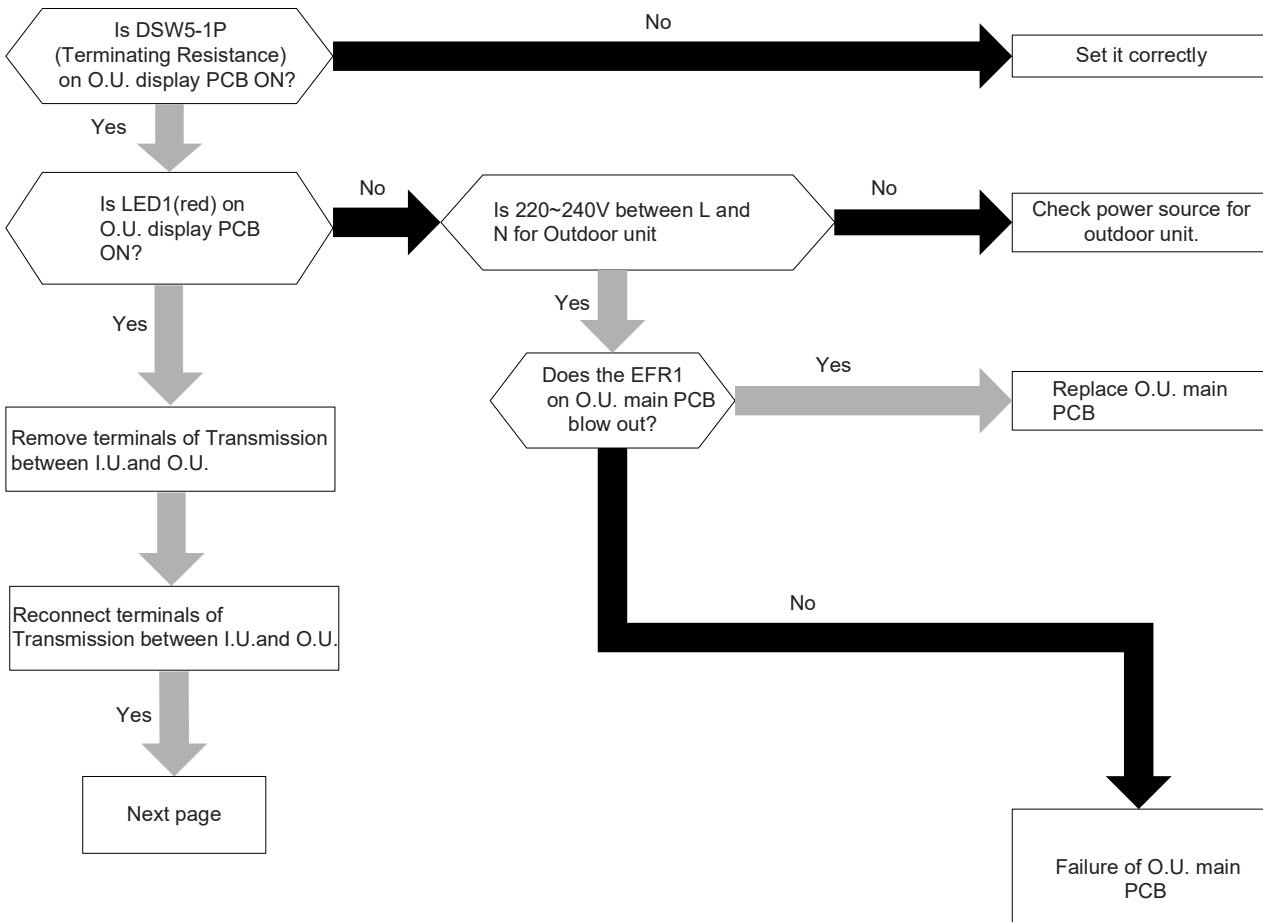 Is DSW5-1P
(Terminating Resistance)
on O.U. display PCB ON?
No
Set it correctly
Yes
Is LED1(red) on
O.U. display PCB
ON?
No
Is 220~240V between L and
N for Outdoor unit
No
Check power source for
outdoor unit.
Yes
Yes
Does the EFR1
on O.U. main PCB
blow out?
Yes
Replace O.U. main
PCB
Remove terminals of Transmission
between I.U.and O.U.
Reconnect terminals of
Transmission between I.U.and O.U.
No
Yes
Next page
Failure of O.U. main
PCB